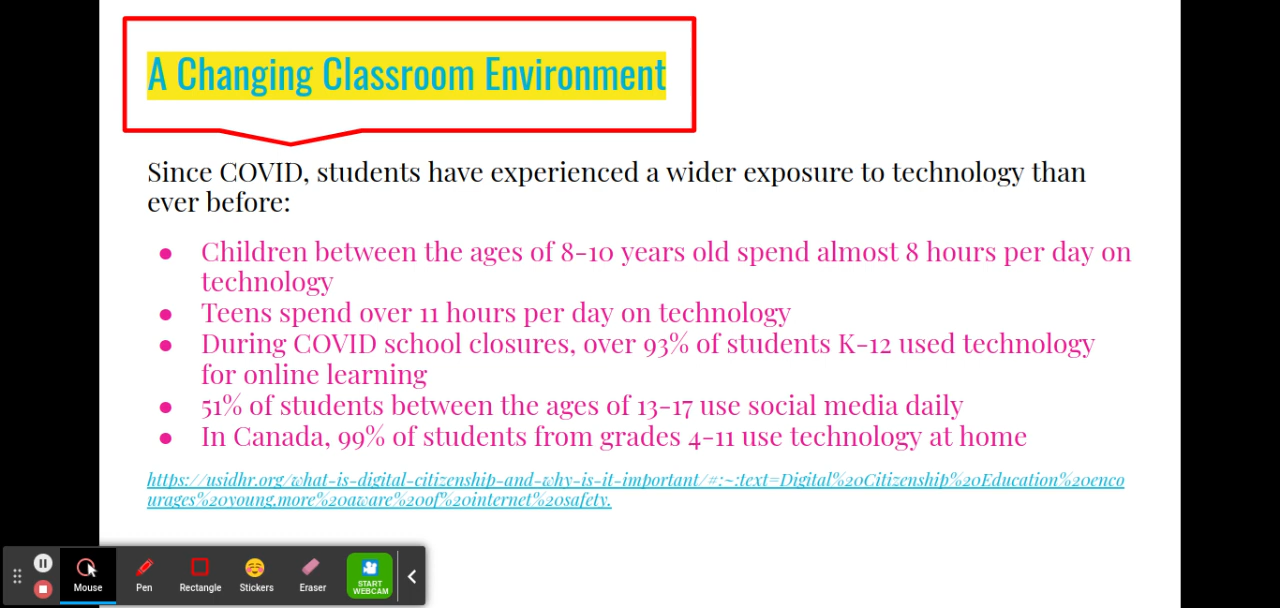 A Changing Classroom Environment
Since COVID, students have experienced a wider exposure to technology than
ever before:
● Children between the ages of 8-10 years old spend almost 8 hours per day on
technology
● Teens spend over 11 hours per day on technology
● During COVID school closures, over 93% of students K-12 used technology
for online learning
● 51% of students between the ages of 13-17 use social media daily
● In Canada, 99% of students from grades 4-11 use technology at home
https://usidhr.org/what-is-digital-citizenship-and-why-is-it-important/#:~:text=Digital%20Citizenship%20Education%20enco
urages%20young,more%20aware%20of%20internet%20safety.
Mouse Pen Rectangle Stickers Eraser START
WEBCAM